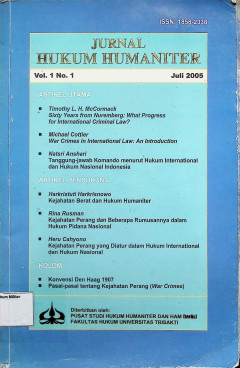 ISSN: 1858-2338
JURNAL
HUKUM HUMANITER
Vol. 1 No. 1 Juli 2005
ARTIKEL UTAMA
Timothy L. H. McCormack
Sixty Years from Nuremberg: What Progress
for International Criminal Law?
Michael Cottier
War Crimes in International Law: An Introduction
Natsri Anshari
Tanggung-jawab Komando menurut Hukum International
dan Hukum Nasional Indonesia
ARTIKEL PENDUKUNG
Harkristuti Harkrisnowo
Kejahatan Berat dan Hukum Humaniter
Rina Rusman
Kejahatan Perang dan Beberapa Rumusannya dalam
Hukum Pidana Nasional
Heru Cahyono
Kejahatan Perang yang Diatur dalam Hukum International
dan Hukum Nasional
KOLOM
Konvensi Den Haag 1907
Pasal-pasal tentang Kejahatan Perang (War Crimes)
Diterbitkan oleh:
PUSAT STUDI HUKUM HUMANITER DAN HAM
FAKULTAS HUKUM UNIVERSITAS TRISAKTI
Militer